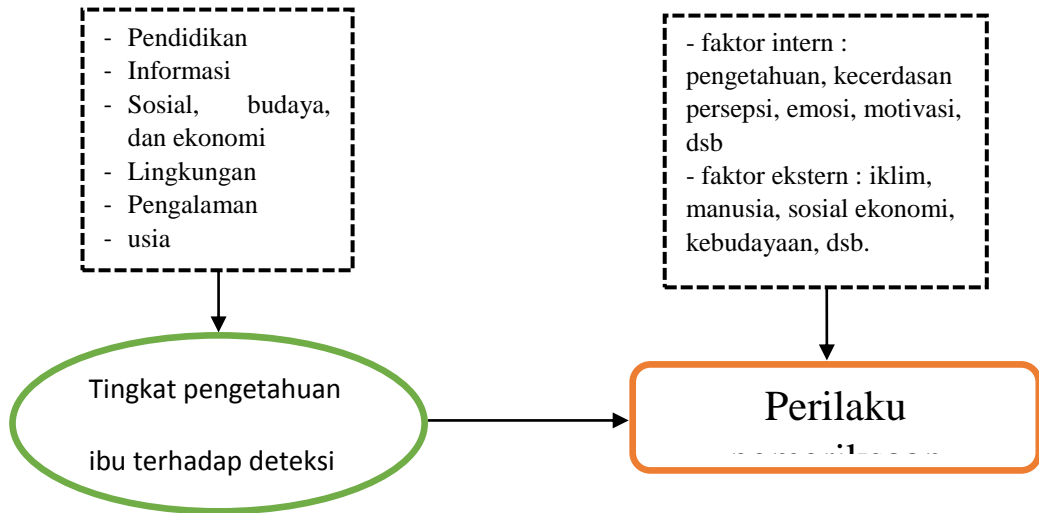 - Pendidikan
- Informasi
- Sosial, budaya,
dan ekonomi
- Lingkungan
- Pengalaman
- usia
- faktor intern :
pengetahuan, kecerdasan
persepsi, emosi, motivasi,
dsb
- faktor ekstern : iklim,
manusia, sosial ekonomi,
kebudayaan, dsb.
Tingkat pengetahuan
ibu terhadap deteksi
Perilaku